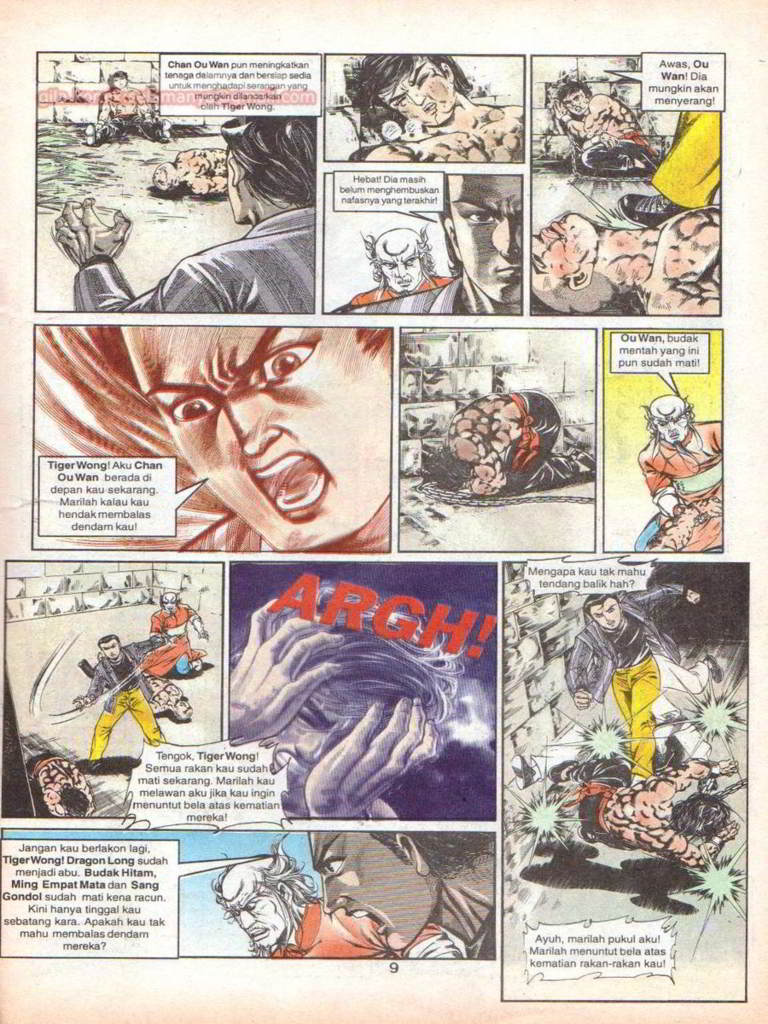 Chan Ou Wan pun meningkatkan
tenaga dalamnya dan bersiap sedia
untuk menghadapi serangan yang
mungkin dilancarkan
oleh Tiger Wong.
Awas, Ou
Wan! Dia
mungkin akan
menyerang!
Hebat! Dia masih
belum menghembuskan
nafasnya yang terakhir!
Tiger Wong! Aku Chan
Ou Wan berada di
depan kau sekarang.
Marilah kalau kau
hendak membalas
dendam kau!
Ou Wan, budak
mentah yang ini
pun sudah mati!
Tengok, Tiger Wong!
Semua rakan kau sudah
mati sekarang. Marilah kau
melawan aku jika kau ingin
menuntut bela atas kematian
mereka!
ARGH!
Mengapa kau tak mahu
tendang balik hah?
Jangan kau berlakon lagi,
Tiger Wong! Dragon Long sudah
menjadi abu. Budak Hitam,
Ming Empat Mata dan Sang
Gondol sudah mati kena racun.
Kini hanya tinggal kau
sebatang kara. Apakah kau tak
mahu membalas dendam
mereka?
Ayuh, marilah pukul aku!
Marilah menuntut bela atas
kematian rakan-rakan kau!
9